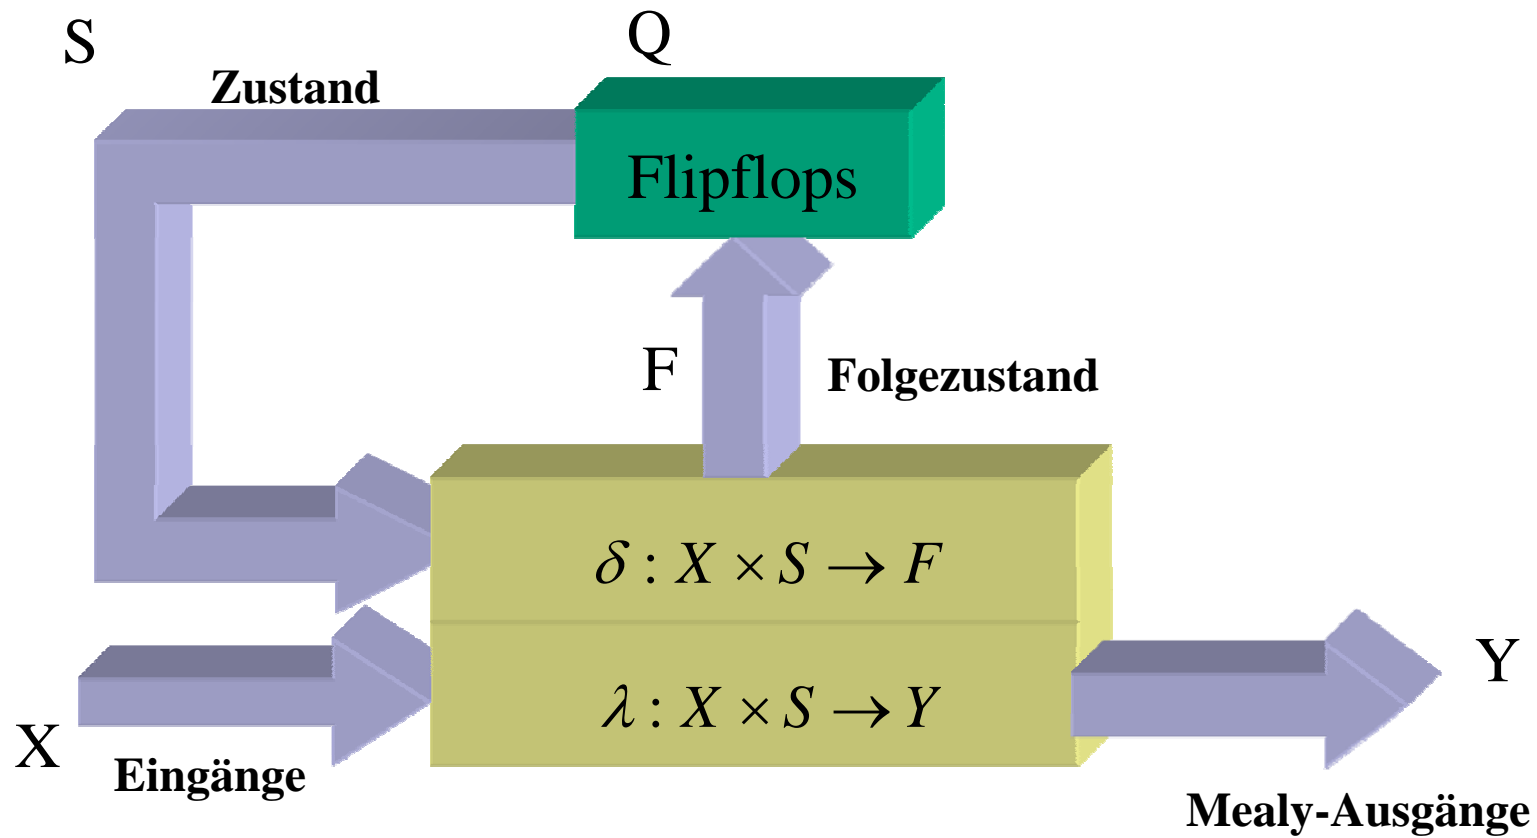 S
Q
Zustand
Flipflops
F
Folgezustand
δ : X × S → F
λ : X × S → Y
Y
X
Eingänge
Mealy-Ausgänge